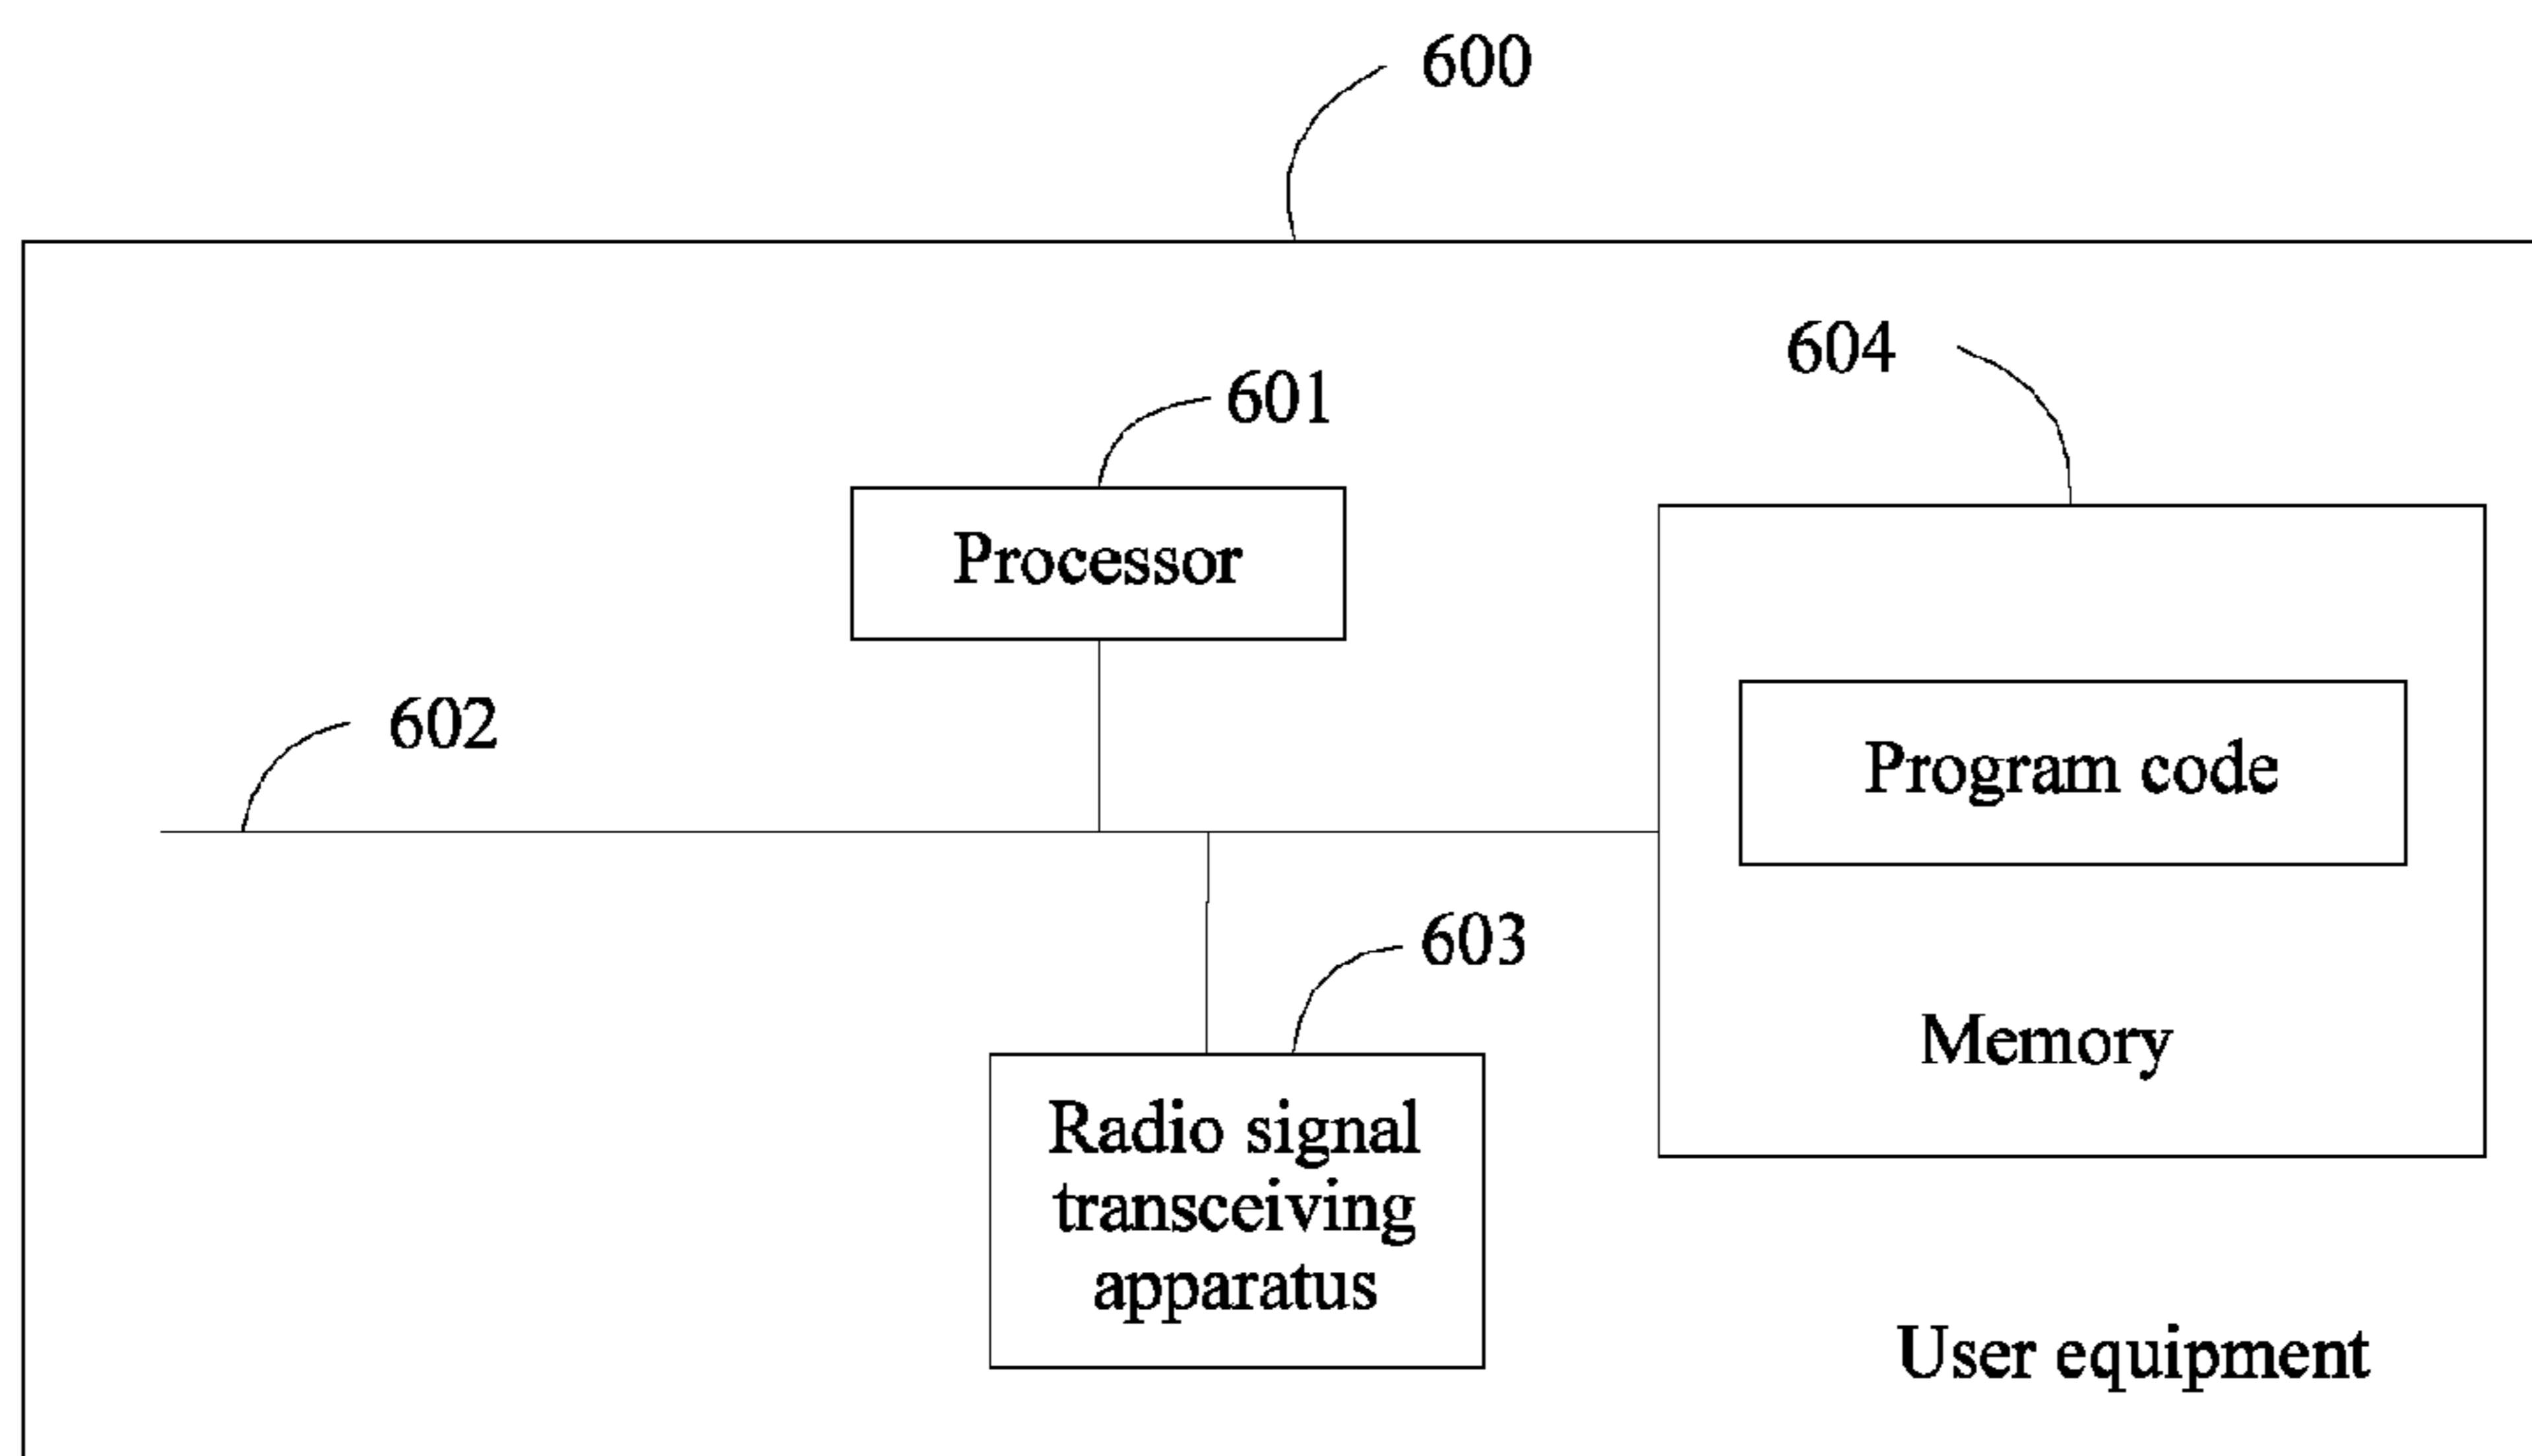 600
604
601
Processor
602
Program code
603
Memory
Radio signal
transceiving
apparatus
User equipment